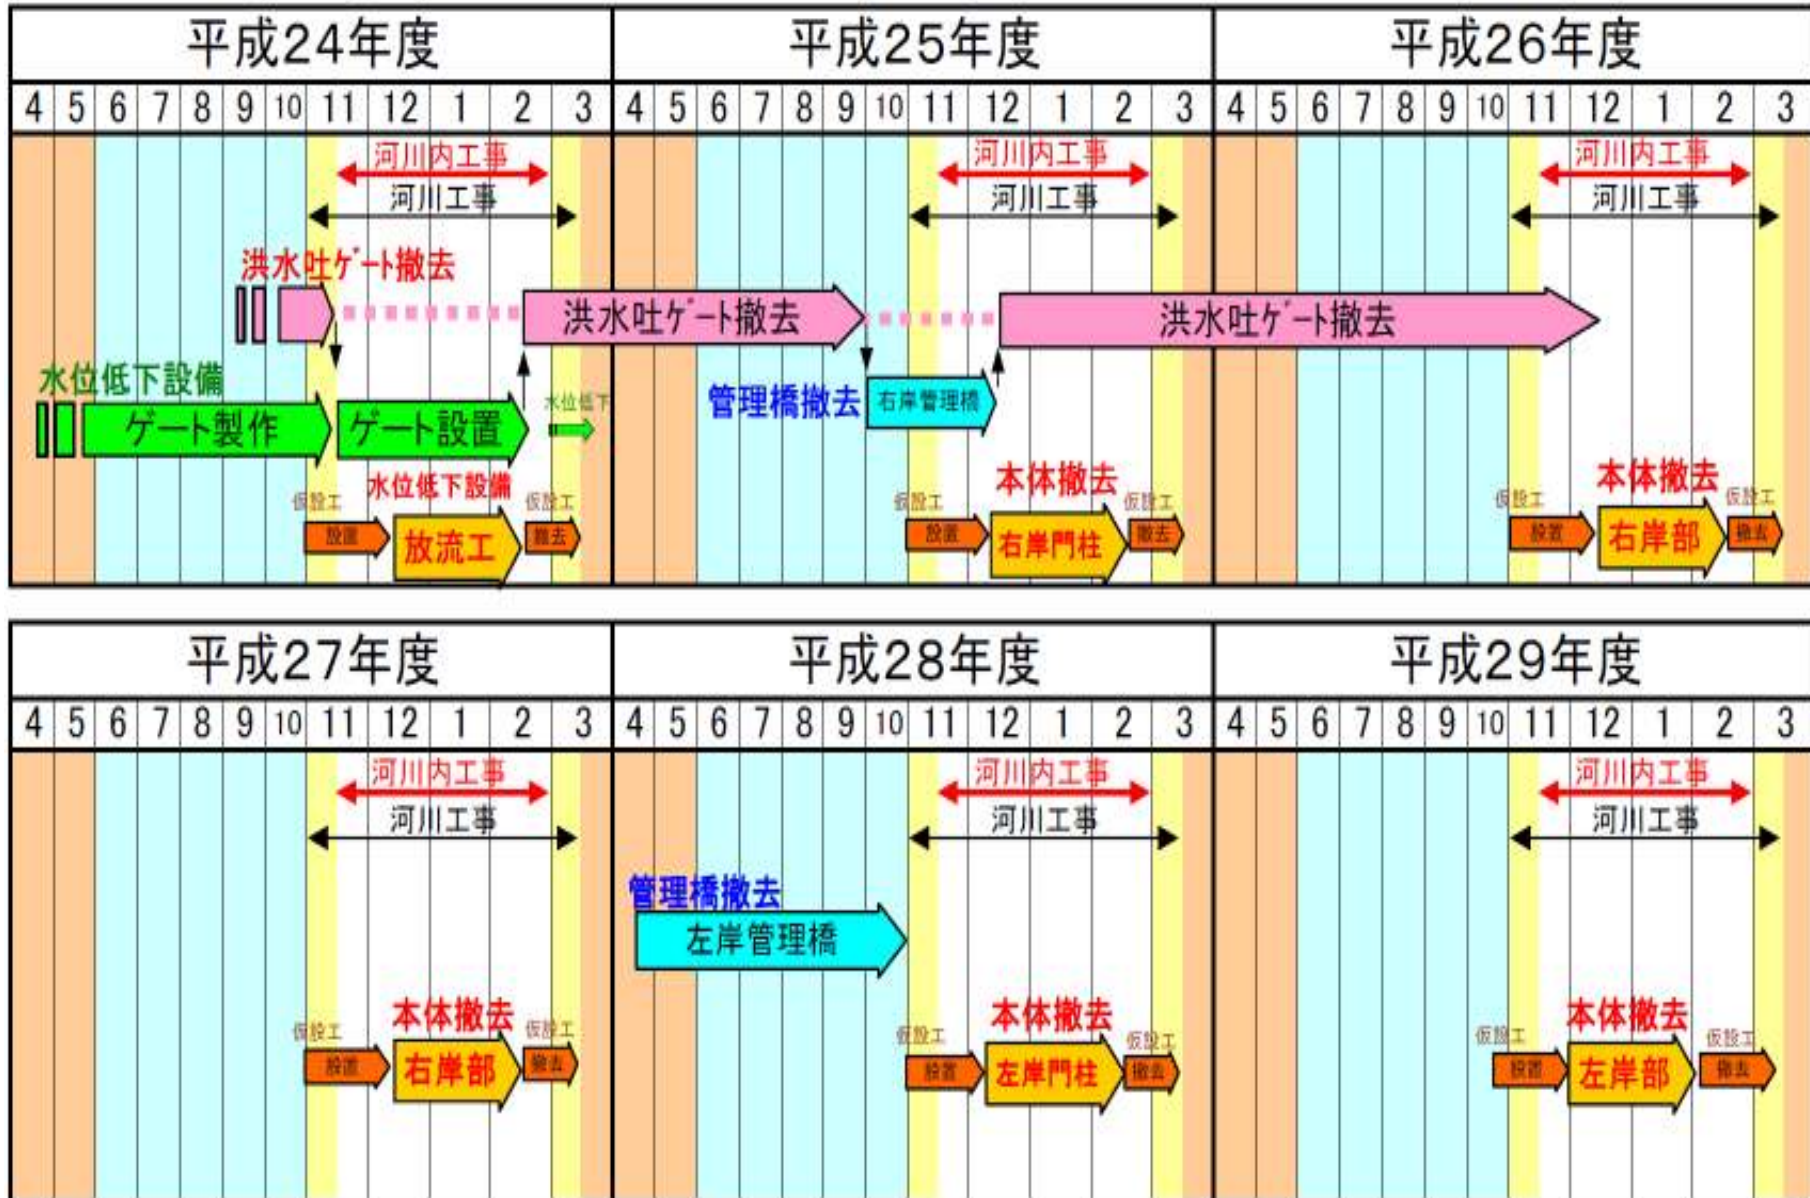 平成24年度 平成25年度 平成26年度
4 5 6 7 8 9 10 11 12 1 2 3 4 5 6 7 8 9 10 11 12 1 2 3 4 5 6 7 8 9 10 11 12 1 2 3
河川内工事 河川内工事 河川内工事
河川工事 河川工事 河川工事
洪水吐ゲート撤去
洪水吐ゲート撤去 洪水吐ゲート撤去
水位低下設備 管理橋撤去 右岸管理橋
ゲート製作 ゲート設置 水位低下
水位低下設備 本体撤去 本体撤去
仮設工 仮設工 仮設工 仮設工 仮設工 仮設工
設置 放流工 撤去 設置 右岸門柱 撤去 設置 右岸部 撤去
平成27年度 平成28年度 平成29年度
4 5 6 7 8 9 10 11 12 1 2 3 4 5 6 7 8 9 10 11 12 1 2 3 4 5 6 7 8 9 10 11 12 1 2 3
河川内工事 河川内工事 河川内工事
河川工事 河川工事 河川工事
管理橋撤去
左岸管理橋
本体撤去 本体撤去 本体撤去
仮設工 仮設工 仮設工 仮設工 仮設工 仮設工
設置 右岸部 撤去 設置 左岸門柱 撤去 設置 左岸部 撤去